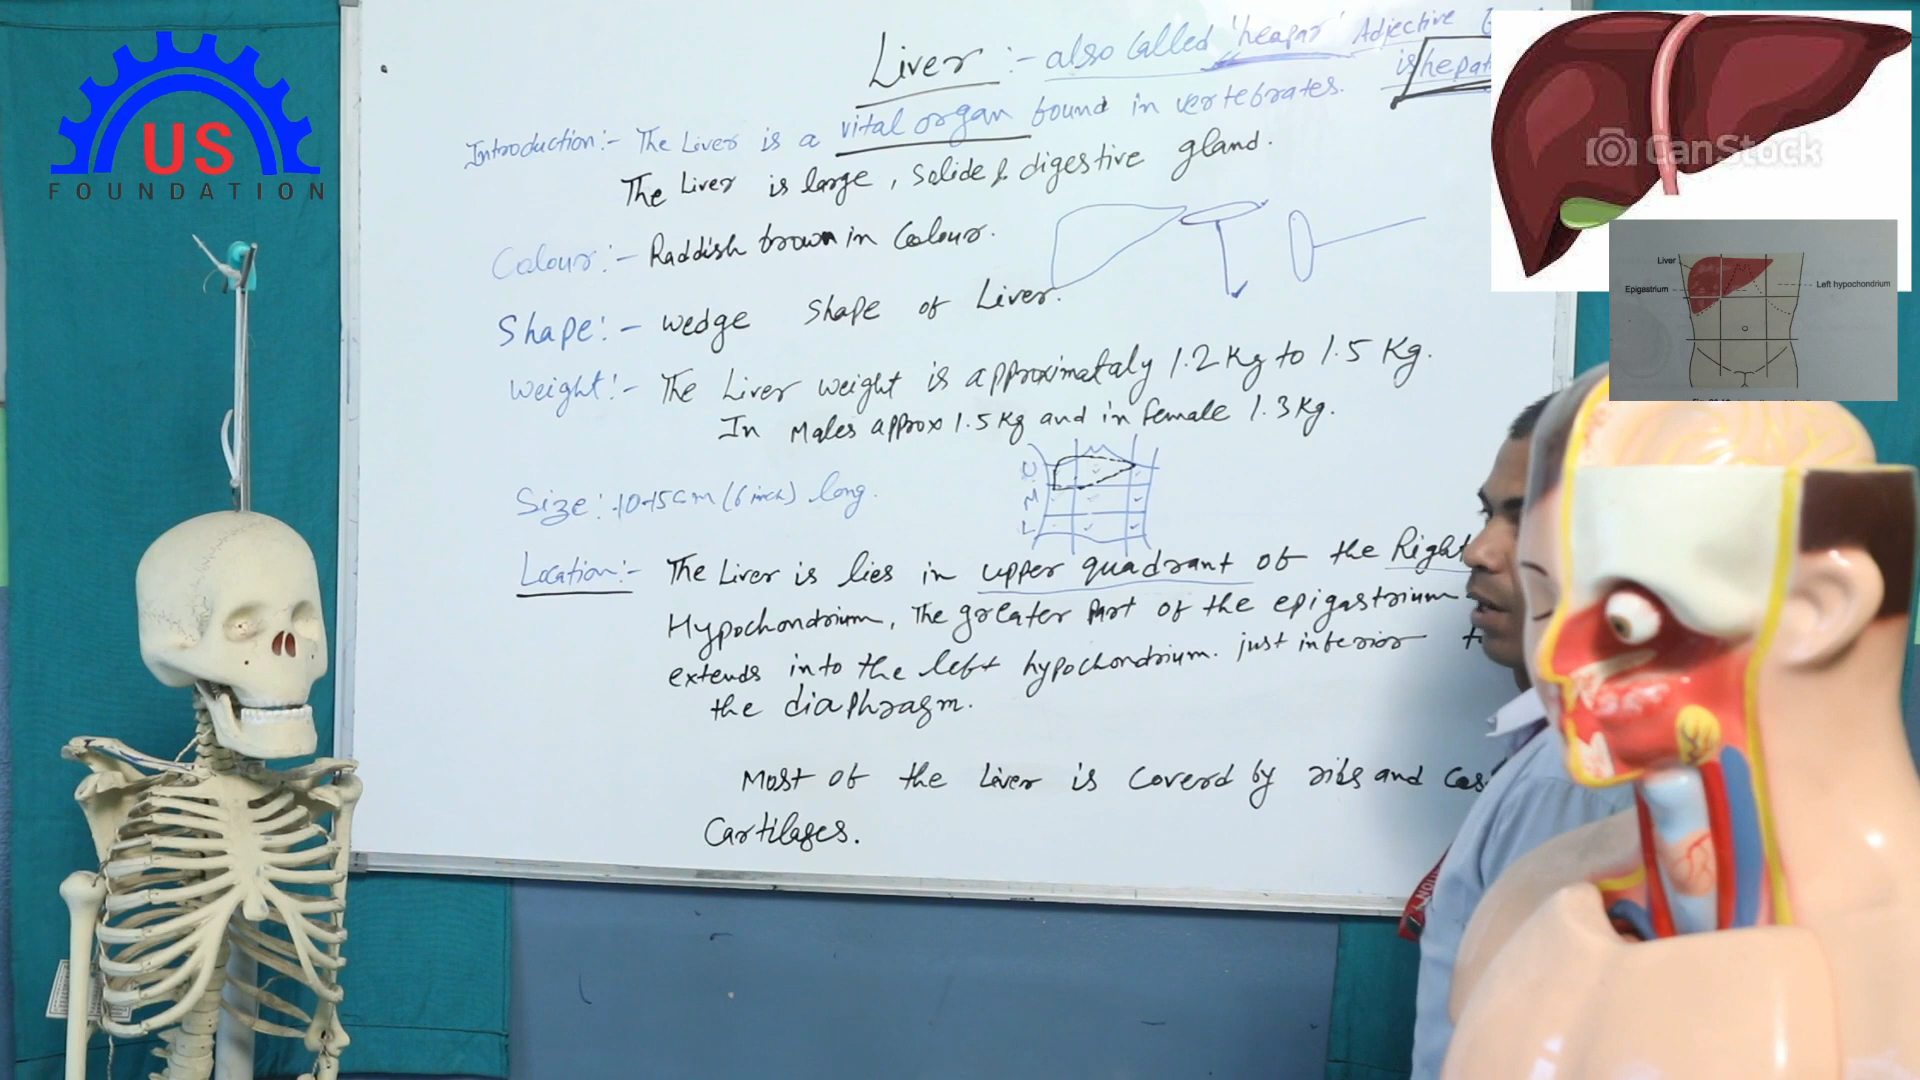 US
FOUNDATION
Liver :- also called 'heapar' Adjective
is hepat
Introduction:- The Liver is a vital organ found in vertebrates.
The Liver is large, Solide & digestive gland.
Colour:- Raddish brown in Colour.
Shape:- Wedge Shape of Liver.
Weight:- The Liver weight is approximataly 1.2 Kg to 1.5 Kg.
In Males approx 1.5 Kg and in female 1.3 Kg.
U
M
L
Size: 10-15cm (6 inch) long.
Location:- The Liver is lies in upper quadrant of the Right
Hypochondrium, The greater Part of the epigastrium
extends into the left hypochondrium. just inferior t
the diaphragm.
Most of the Liver is Coverd by ribs and Cos
Cartilages.
CanStock
Liver
Epigastrium
Left hypochondrium